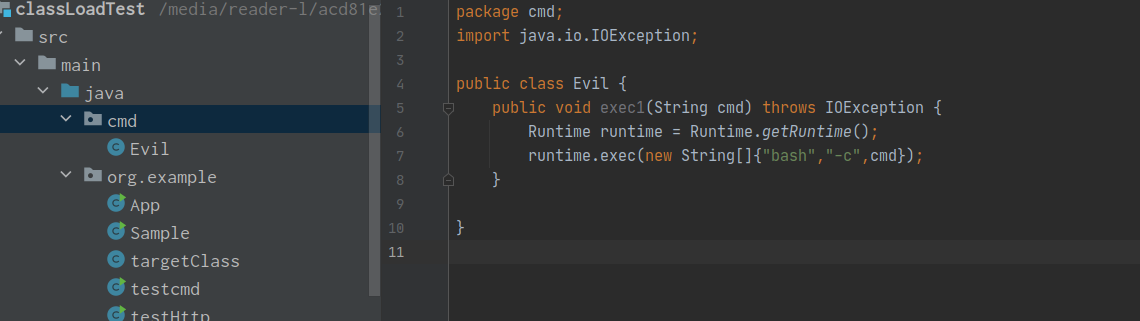 classLoadTest /media/reader-l/acd81e
src
main
java
cmd
Evil
org.example
App
Sample
targetClass
testcmd
testHttp
1 package cmd;
2 import java.io.IOException;
3
4 public class Evil {
5 public void exec1(String cmd) throws IOException {
6 Runtime runtime = Runtime.getRuntime();
7 runtime.exec(new String[]{"bash","-c",cmd});
8 }
9
10 }
11